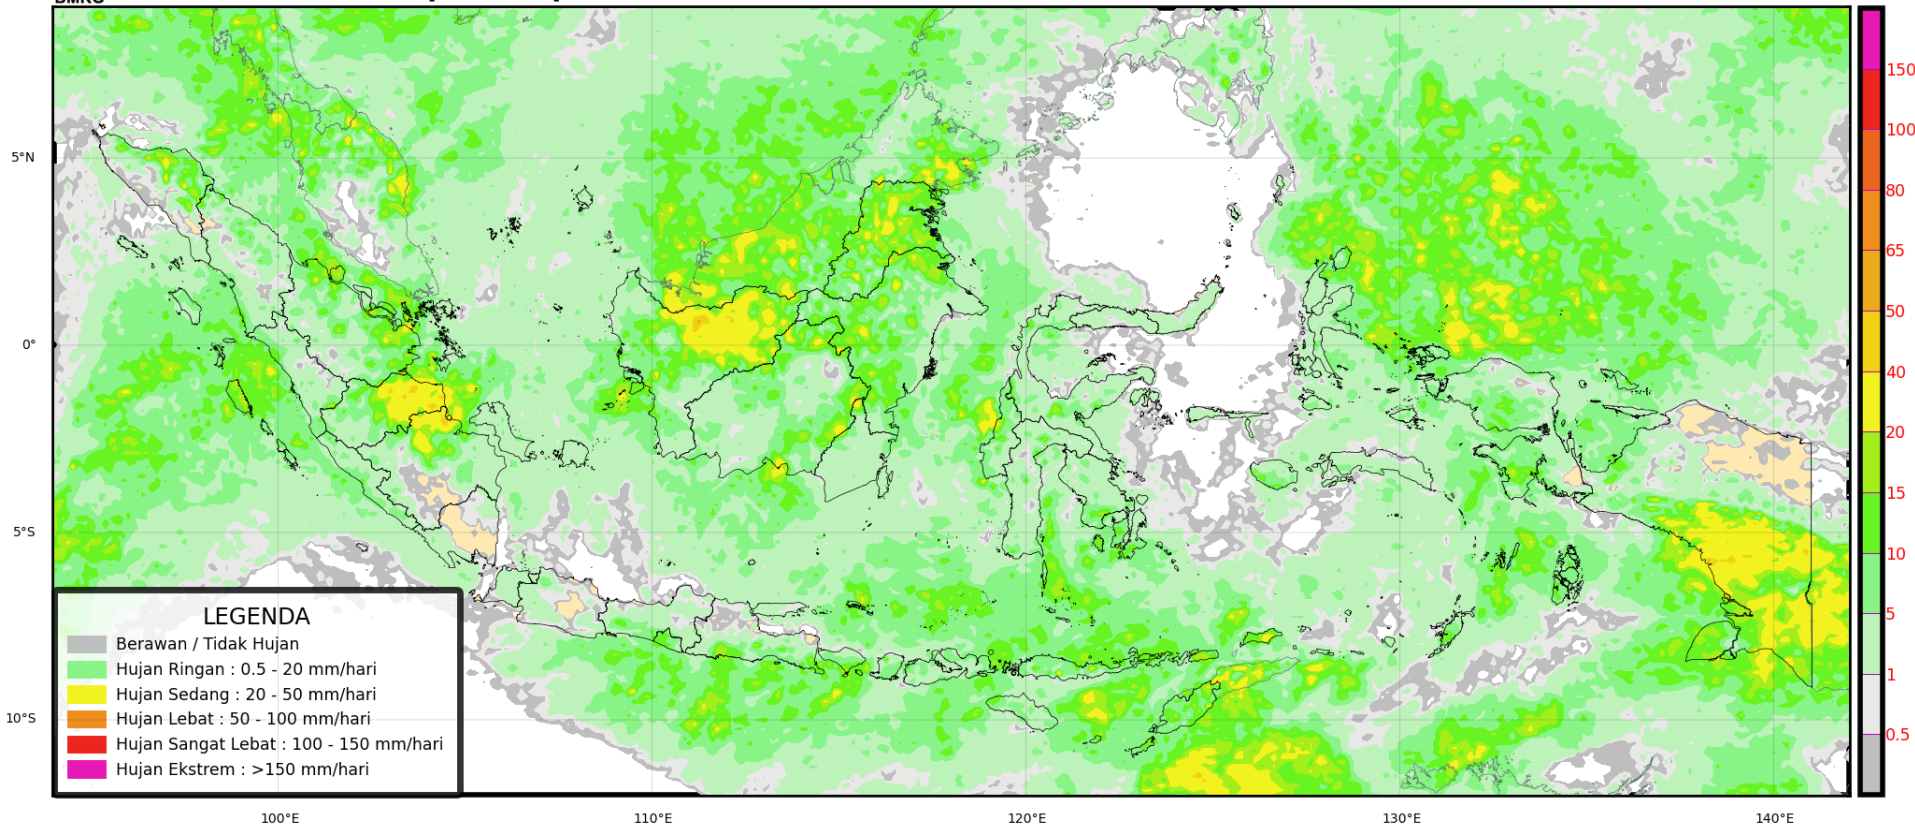 BMKG
150
100
80
65
50
40
20
15
10
5
1
0.5
5°N
0°
5°S
10°S
LEGENDA
Berawan / Tidak Hujan
Hujan Ringan : 0.5 - 20 mm/hari
Hujan Sedang : 20 - 50 mm/hari
Hujan Lebat : 50 - 100 mm/hari
Hujan Sangat Lebat : 100 - 150 mm/hari
Hujan Ekstrem : >150 mm/hari
100°E
110°E
120°E
130°E
140°E